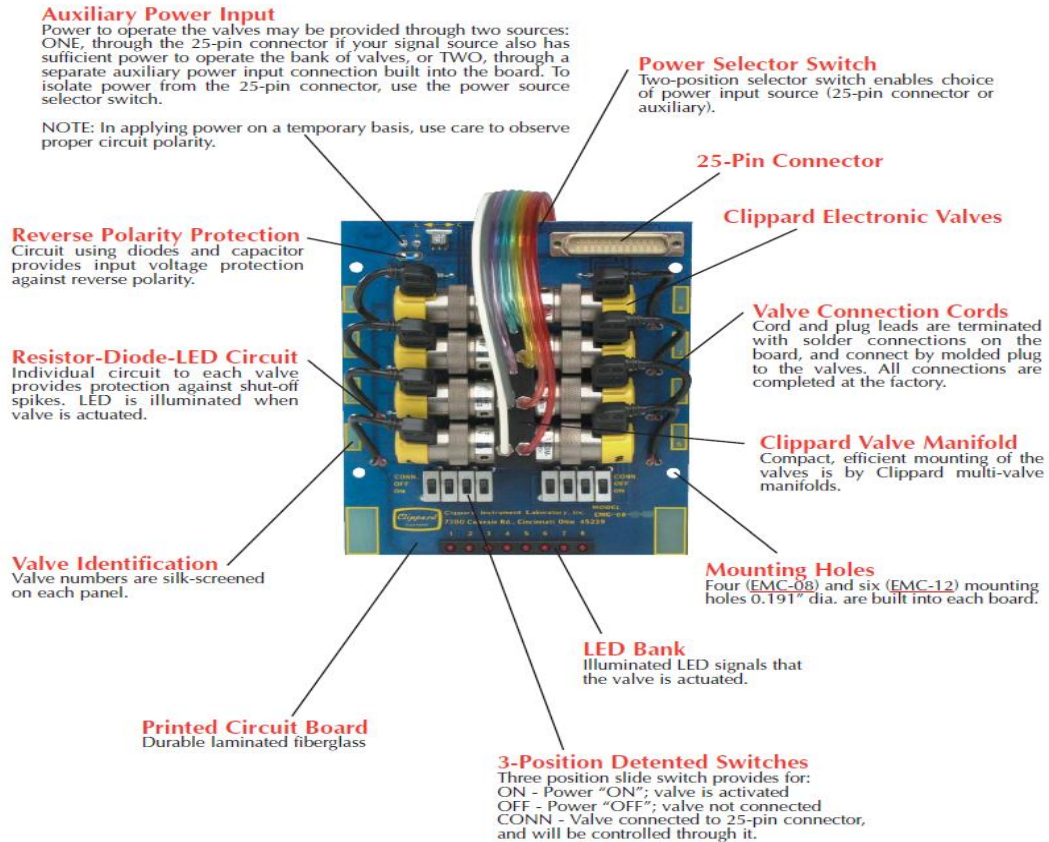 Auxiliary Power Input
Power to operate the valves may be provided through two sources:
ONE, through the 25-pin connector if your signal source also has
sufficient power to operate the bank of valves, or TWO, through a
separate auxiliary power input connection built into the board. To
isolate power from the 25-pin connector, use the power source
selector switch.
NOTE: In applying power on a temporary basis, use care to observe
proper circuit polarity.
Power Selector Switch
Two-position selector switch enables choice
of power input source (25-pin connector or
auxiliary).
25-Pin Connector
Clippard Electronic Valves
Reverse Polarity Protection
Circuit using diodes and capacitor
provides input voltage protection
against reverse polarity.
Valve Connection Cords
Cord and plug leads are terminated
with solder connections on the
board, and connect by molded plug
to the valves. All connections are
completed at the factory.
Resistor-Diode-LED Circuit
Individual circuit to each valve
provides protection against shut-off
spikes. LED is illuminated when
valve is actuated.
Clippard Valve Manifold
Compact, efficient mounting of the
valves is by Clippard multi-valve
manifolds.
CONN
OFF
ON
CONN
OFF
ON
MODEL
EMC-08
Clippard
Clippard Instrument Laboratory, Inc.
7390 Colerain Rd., Cincinnati Ohio 45239
1 2 3 4 5 6 7 8
Valve Identification
Valve numbers are silk-screened
on each panel.
Mounting Holes
Four (EMC-08) and six (EMC-12) mounting
holes 0.191" dia. are built into each board.
LED Bank
Illuminated LED signals that
the valve is actuated.
Printed Circuit Board
Durable laminated fiberglass
3-Position Detented Switches
Three position slide switch provides for:
ON - Power "ON"; valve is activated
OFF - Power "OFF"; valve not connected
CONN - Valve connected to 25-pin connector,
and will be controlled through it.